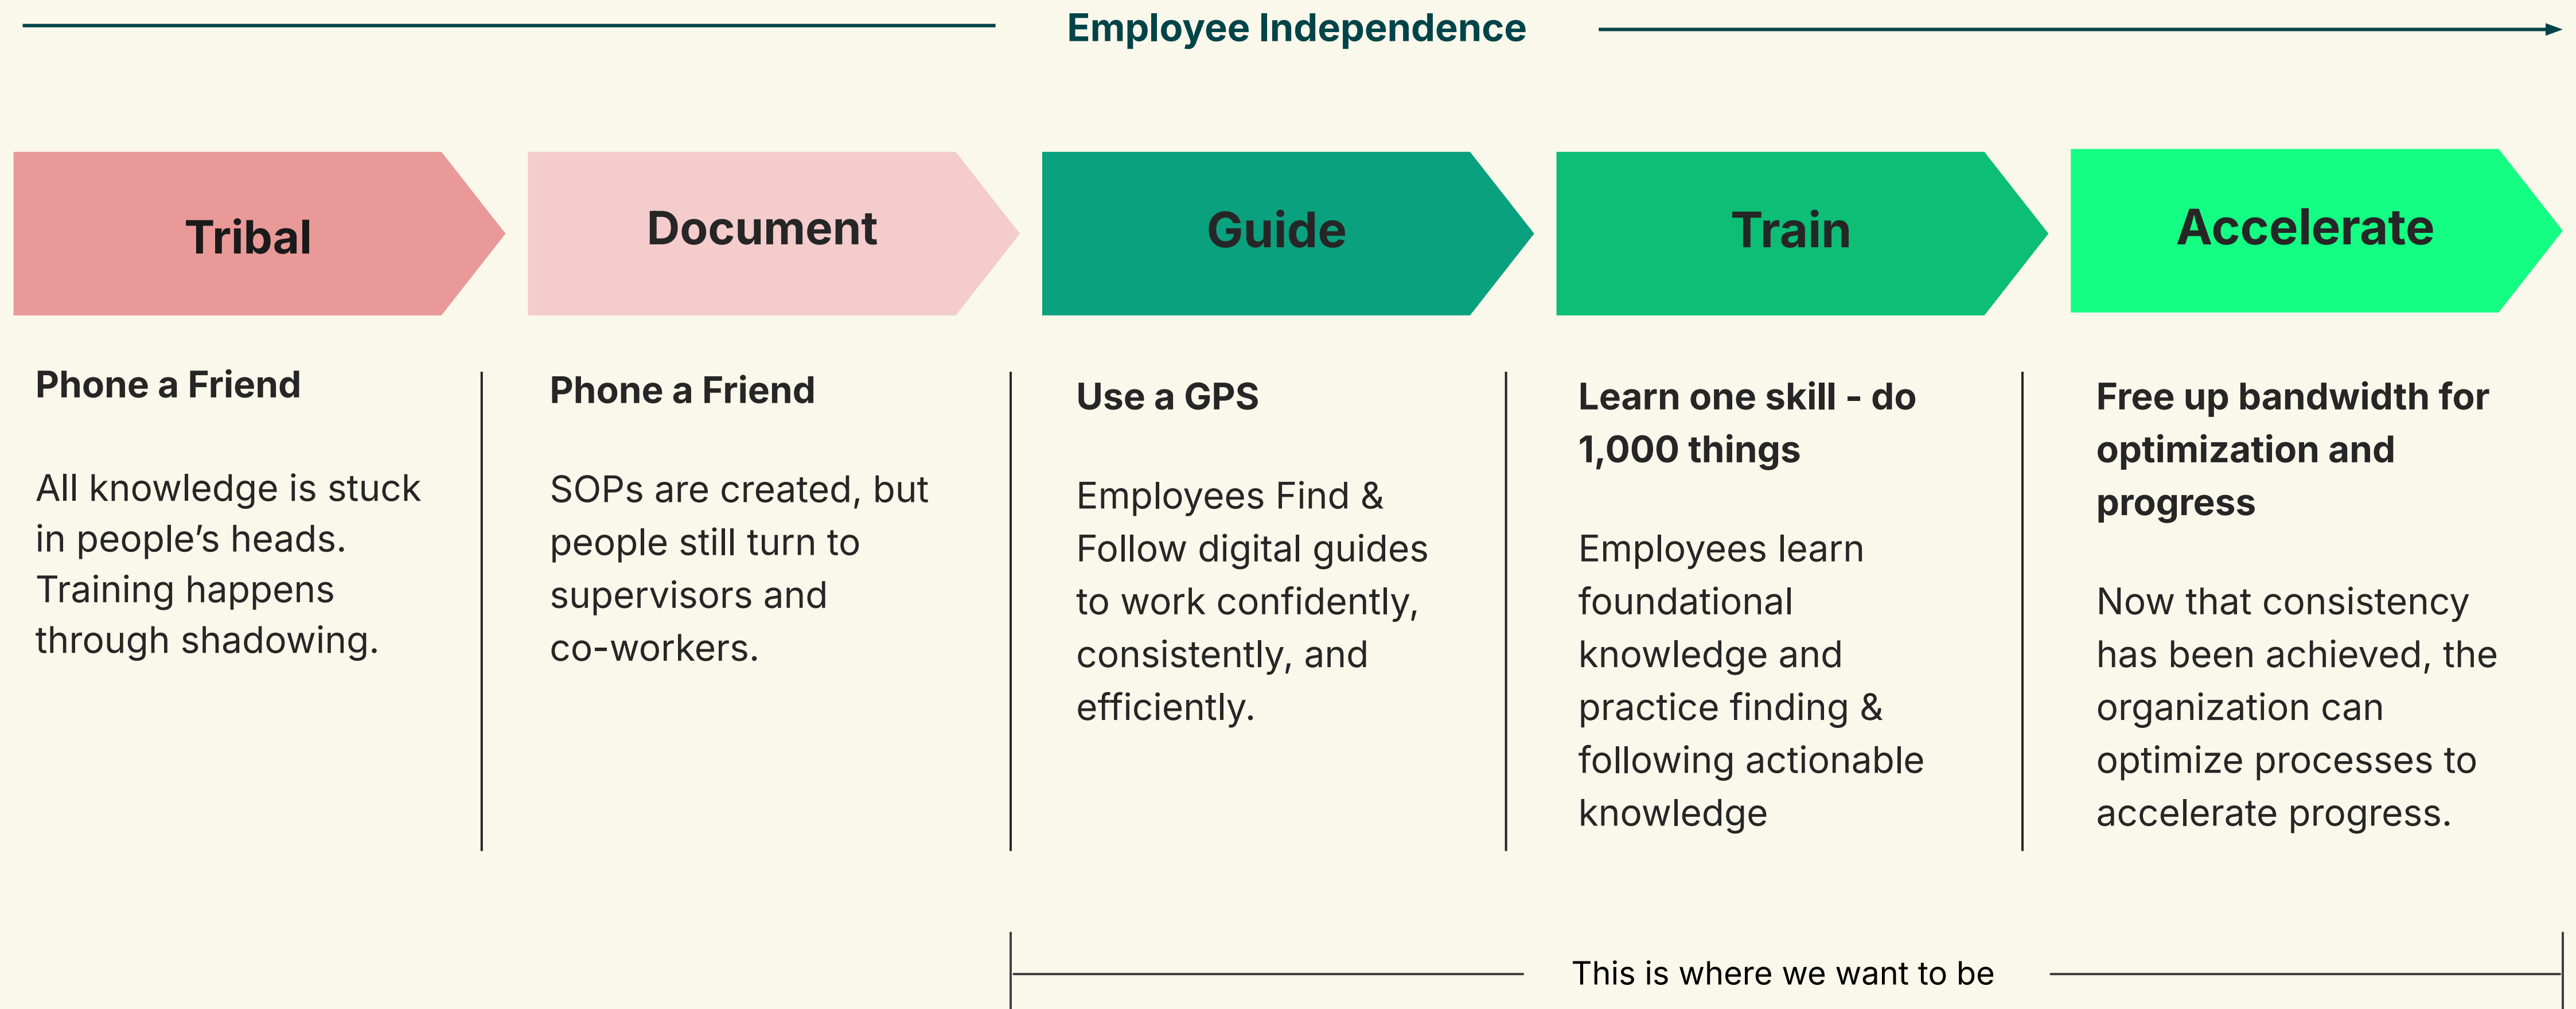 Employee Independence
Tribal
Document
Guide
Train
Accelerate
Phone a Friend
All knowledge is stuck
in people’s heads.
Training happens
through shadowing.
Phone a Friend
SOPs are created, but
people still turn to
supervisors and
co-workers.
Use a GPS
Employees Find &
Follow digital guides
to work confidently,
consistently, and
efficiently.
Learn one skill - do
1,000 things
Employees learn
foundational
knowledge and
practice finding &
following actionable
knowledge
Free up bandwidth for
optimization and
progress
Now that consistency
has been achieved, the
organization can
optimize processes to
accelerate progress.
This is where we want to be